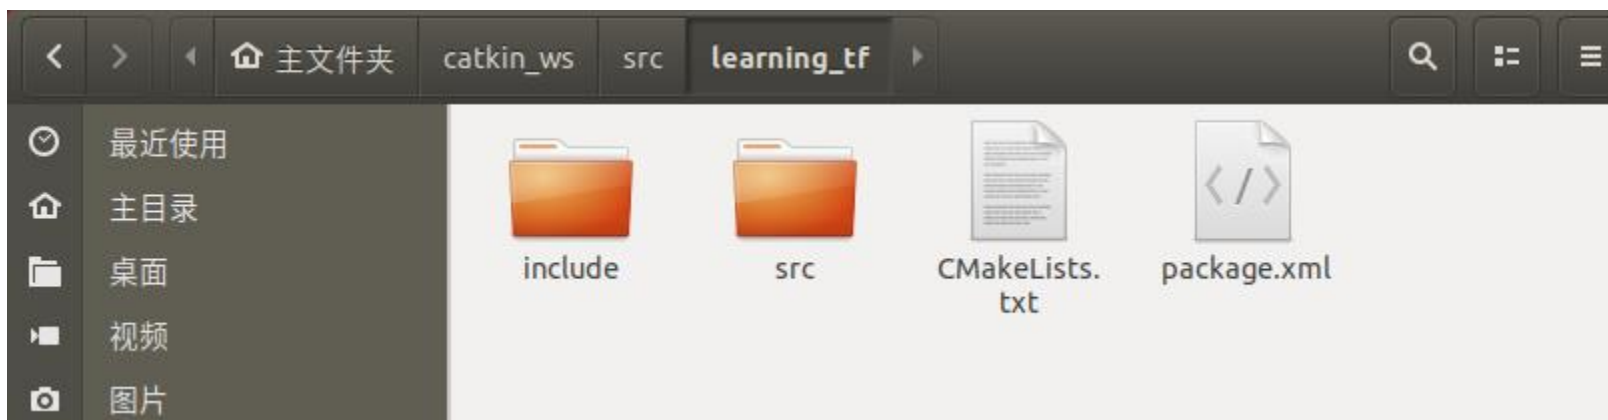 主文件夹 catkin_ws src learning_tf
最近使用
主目录
桌面
视频
图片
include src CMakeLists.txt package.xml